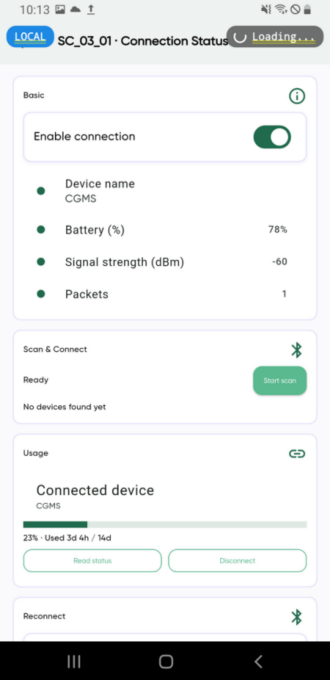 10:13
LOCAL
SC_03_01 · Connection Status
Loading...
Basic
Enable connection
Device name
CGMS
Battery (%)
78%
Signal strength (dBm)
-60
Packets
1
Scan & Connect
Ready
Start scan
No devices found yet
Usage
Connected device
CGMS
23% · Used 3d 4h / 14d
Read status
Disconnect
Reconnect